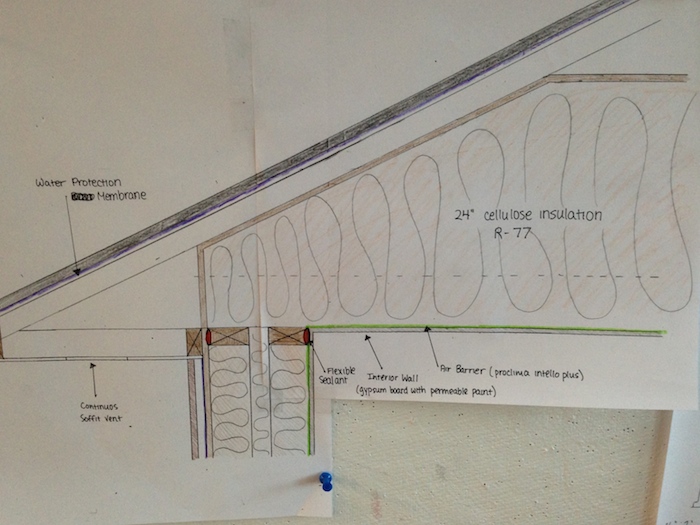 Water Protection
Membrane
24" cellulose insulation
R-77
Flexible
Sealant
Interior Wall
(gypsum board with permeable paint)
Air Barrier (proclima intello plus)
Continuos
Soffit vent